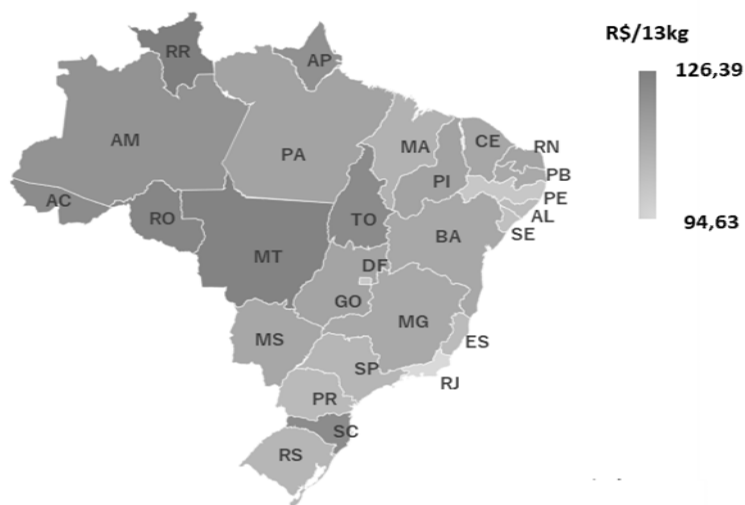 R$/13kg
126,39
94,63
RR
AP
AM
PA
MA
CE
RN
PI
PB
PE
AL
SE
AC
RO
TO
MT
BA
DF
GO
MG
MS
ES
SP
RJ
PR
SC
RS